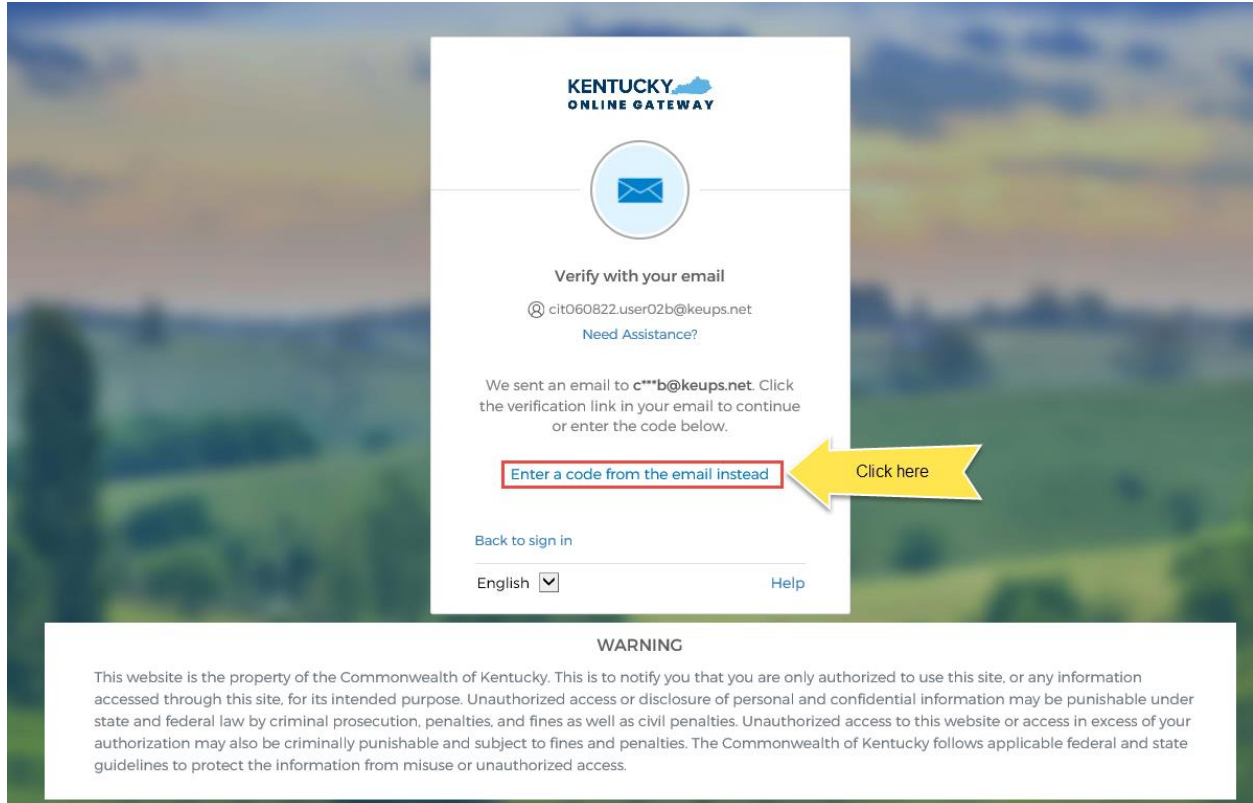 KENTUCKY
ONLINE GATEWAY
Verify with your email
cit060822.user02b@keups.net
Need Assistance?
We sent an email to c***b@keups.net. Click
the verification link in your email to continue
or enter the code below.
Enter a code from the email instead
Click here
Back to sign in
English
Help
WARNING
This website is the property of the Commonwealth of Kentucky. This is to notify you that you are only authorized to use this site, or any information
accessed through this site, for its intended purpose. Unauthorized access or disclosure of personal and confidential information may be punishable under
state and federal law by criminal prosecution, penalties, and fines as well as civil penalties. Unauthorized access to this website or access in excess of your
authorization may also be criminally punishable and subject to fines and penalties. The Commonwealth of Kentucky follows applicable federal and state
guidelines to protect the information from misuse or unauthorized access.